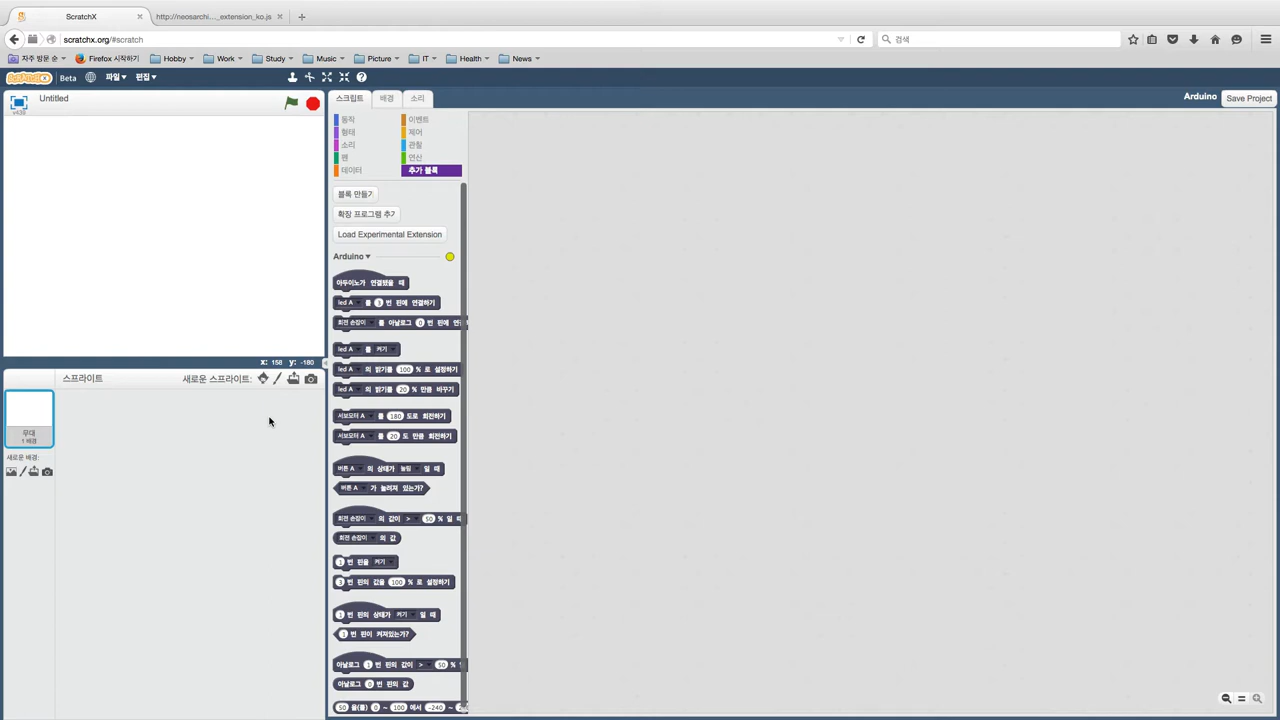 ScratchX
http://neosarchi..._extension_ko.js
scratchx.org/#scratch
검색
자주 방문 순
Firefox 시작하기
Hobby
Work
Study
Music
Picture
IT
Health
News
SCRATCHX
Beta
파일
편집
Untitled
v439
스크립트
배경
소리
Arduino
Save Project
동작
이벤트
형태
제어
소리
관찰
펜
연산
데이터
추가 블록
블록 만들기
확장 프로그램 추가
Load Experimental Extension
Arduino
아두이노가 연결됐을 때
led A 를 3 번 핀에 연결하기
회전 손잡이 를 아날로그 0 번 핀에
led A 를 켜기
led A 의 밝기를 100 % 로 설정하기
led A 의 밝기를 20 % 만큼 바꾸기
서보모터 A 를 180 도로 회전하기
서보모터 A 를 20 도 만큼 회전하기
버튼 A 의 상태가 눌림 일 때
버튼 A 가 눌려져 있는가?
회전 손잡이 의 값이 > 50 % 일
회전 손잡이 의 값
1 번 핀을 켜기
3 번 핀의 값을 100 % 로 설정하기
1 번 핀의 상태가 켜기 일 때
1 번 핀이 켜져있는가?
아날로그 1 번 핀의 값이 > 50 %
아날로그 0 번 핀의 값
50 을(를) 0 ~ 100 에서 -240 ~
x: 158 y: -180
스프라이트
새로운 스프라이트:
무대
1 배경
새로운 배경: